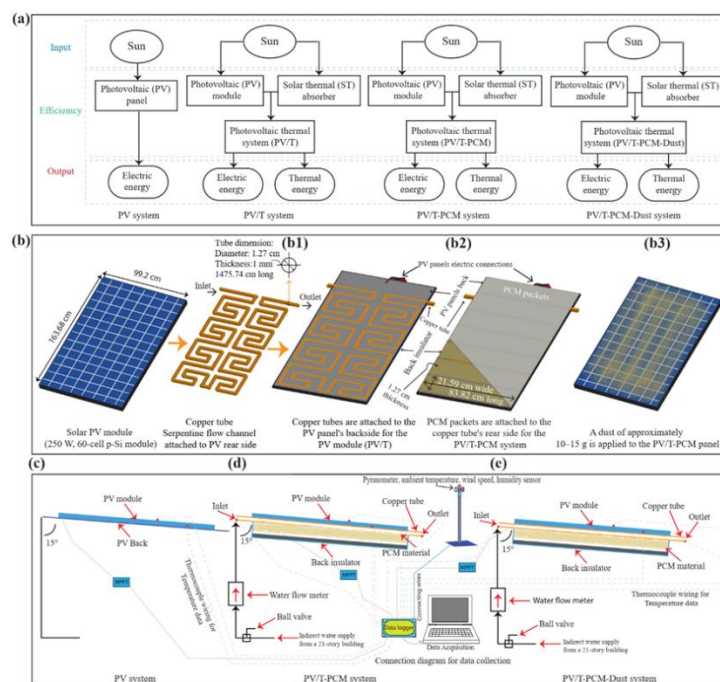 (a)
Input
Sun
Sun
Sun
Sun
Efficiemcy
Photovoltaic (PV)
panel
Photovoltaic (PV)
module
Solar thermal (ST)
absorber
Photovoltaic (PV)
module
Solar thermal (ST)
absorber
Photovoltaic (PV)
module
Solar thermal (ST)
absorber
Photovoltaic thermal
system (PV/T)
Photovoltaic thermal
system (PV/T-PCM)
Photovoltaic thermal
system (PV/T-PCM-Dust)
Output
Electric
energy
Electric
energy
Thermal
energy
Electric
energy
Thermal
energy
Electric
energy
Thermal
energy
PV system
PV/T system
PV/T-PCM system
PV/T-PCM-Dust system
(b)
99.2 cm
163.68 cm
Solar PV module
(250 W, 60-cell p-Si module)
Tube dimension:
Diameter: 1.27 cm
Thickness:1 mm
1475.74 cm long
Inlet
Outlet
Copper tube
Serpentine flow channel
attached to PV rear side
(b1)
PV panels electric connections
PV panels back
Copper tube
Back insulator
Copper tubes are attached to
the PV panel's backside for the
PV module (PV/T)
(b2)
PCM packets
1.27 cm
thickness
21.59 cm wide
83.82 cm long
PCM packets are attached to the
copper tube's rear side for the
PV/T-PCM system
(b3)
A dust of approximately
10–15 g is applied to the PV/T-PCM panel
(c)
PV module
15°
PV Back
MPPT
Thermocouple wiring for
Temperature data
PV system
(d)
Inlet
PV module
Copper tube
Outlet
15°
Back insulator
PCM material
MPPT
Water flow meter
Ball valve
Indirect water supply
from a 21-story building
PV/T-PCM system
Pyranometer, ambient temperature, wind speed, humidity sensor
MPPT
Connecting wires
Data logger
Data Acquisition
Connection diagram for data collection
(e)
Inlet
PV module
Copper tube
Outlet
15°
Back insulator
PCM material
Thermocouple wiring for
Temperature data
Water flow meter
Ball valve
Indirect water supply
from a 21-story building
PV/T-PCM-Dust system